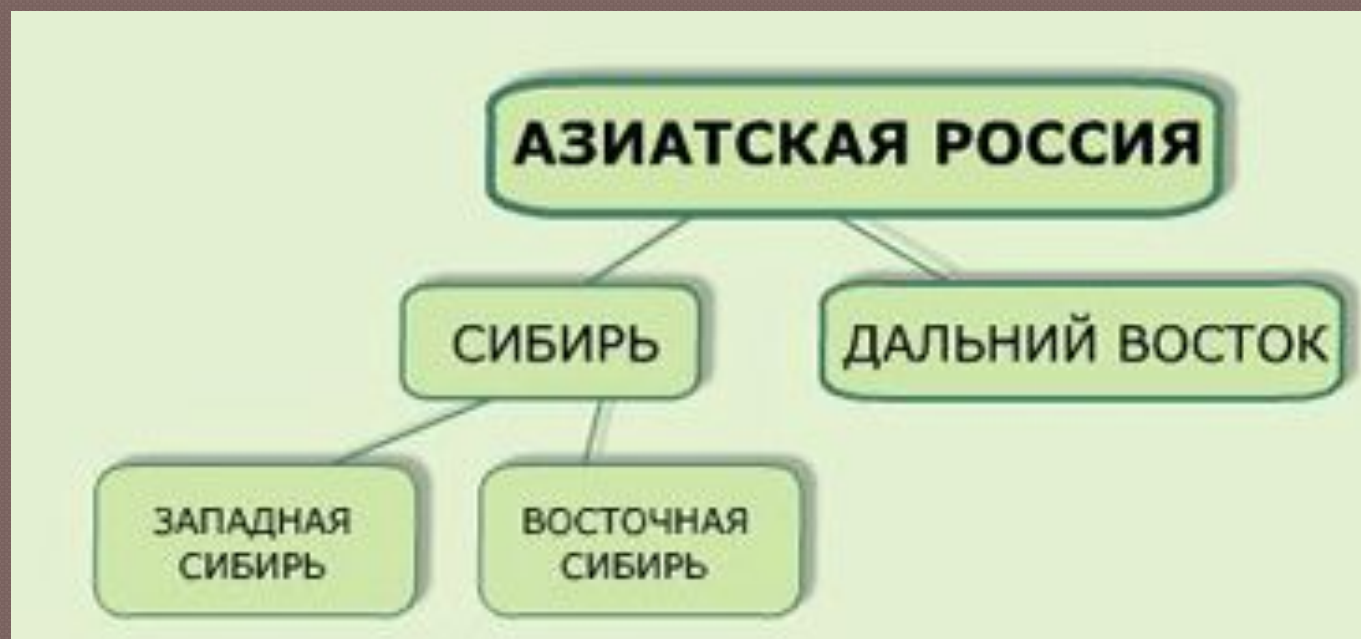 АЗИАТСКАЯ РОССИЯ
СИБИРЬ
ДАЛЬНИЙ ВОСТОК
ЗАПАДНАЯ
СИБИРЬ
ВОСТОЧНАЯ
СИБИРЬ